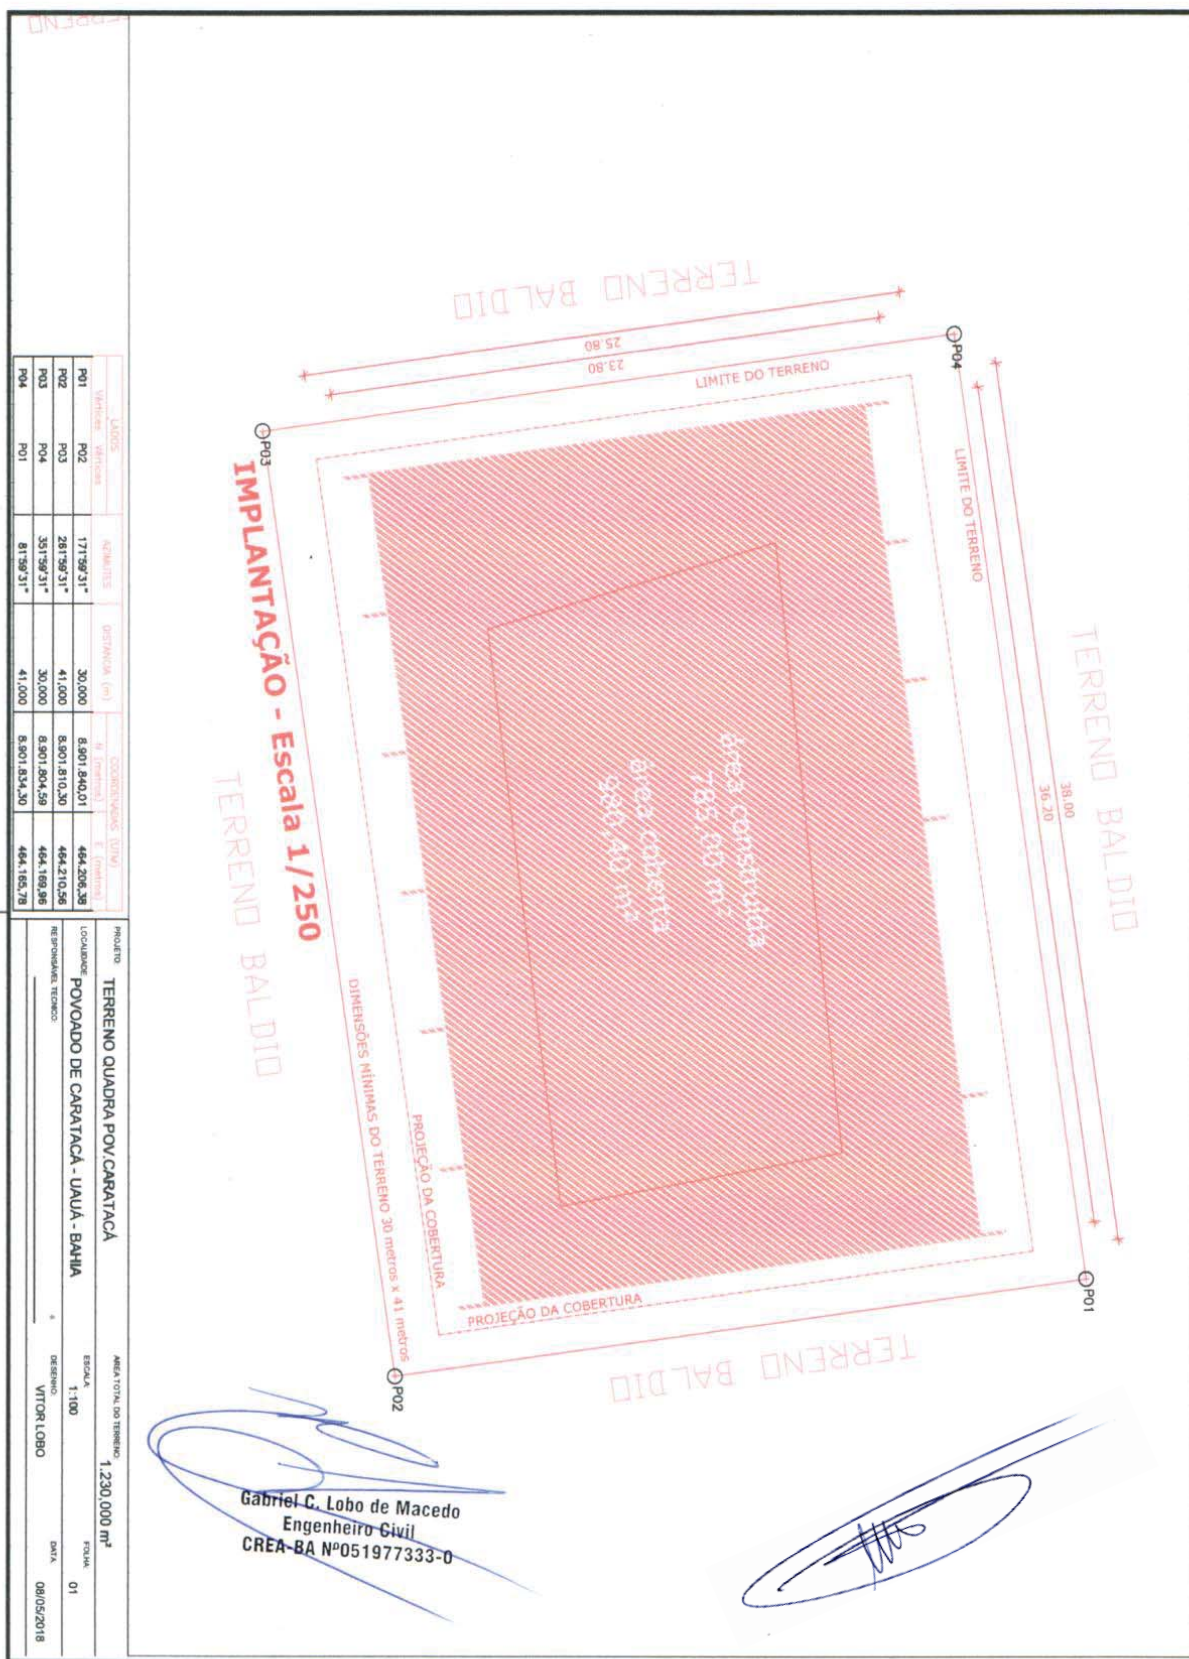 TERRENO
TERRENO BALDIO
25.80
23.80
LIMITE DO TERRENO
P04
LIMITE DO TERRENO
38.00
36.20
TERRENO BALDIO
P03
IMPLANTAÇÃO - Escala 1/250
área construída
785,00 m²
área coberta
980,40 m²
TERRENO BALDIO
DIMENSÕES MÍNIMAS DO TERRENO 30 metros x 41 metros
PROJEÇÃO DA COBERTURA
PROJEÇÃO DA COBERTURA
P01
P02
TERRENO BALDIO
Gabriel C. Lobo de Macedo
Engenheiro Civil
CREA-BA Nº051977333-0
LADOS AZIMUTES DISTANCIA (m) COORDENADAS (UTM)
Vértices Vértices N (metros) E (metros)
P01 P02 171°59'31" 30,000 8.901.840,01 464.206,38
P02 P03 261°59'31" 41,000 8.901.810,30 464.210,56
P03 P04 351°59'31" 30,000 8.901.804,59 464.169,96
P04 P01 81°59'31" 41,000 8.901.834,30 464.165,78
PROJETO: TERRENO QUADRA POV.CARATACÁ
ÁREA TOTAL DO TERRENO: 1.230,000 m²
LOCALIDADE: POVOADO DE CARATACÁ - UAUÁ - BAHIA
ESCALA: 1:100
FOLHA: 01
RESPONSÁVEL TECNICO:
DESENHO: VITOR LOBO
DATA: 08/05/2018